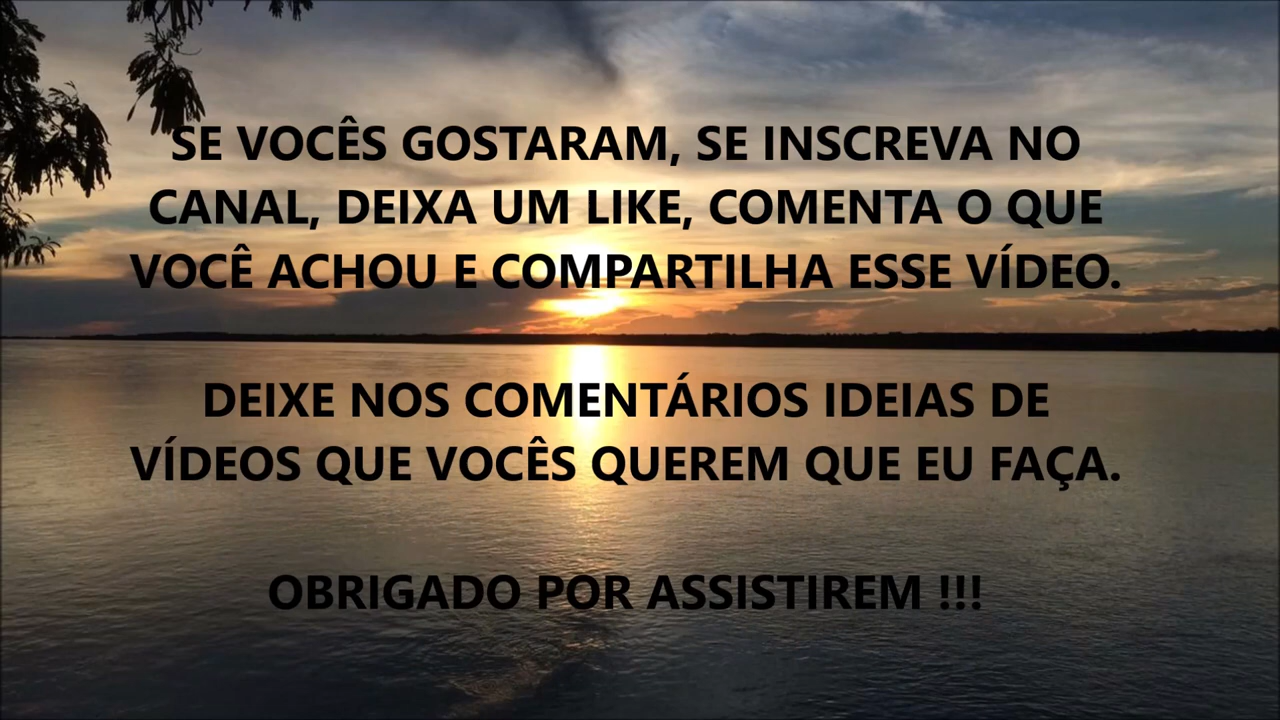 SE VOCÊS GOSTARAM, SE INSCREVA NO
CANAL, DEIXA UM LIKE, COMENTA O QUE
VOCÊ ACHOU E COMPARTILHA ESSE VÍDEO.
DEIXE NOS COMENTÁRIOS IDEIAS DE
VÍDEOS QUE VOCÊS QUEREM QUE EU FAÇA.
OBRIGADO POR ASSISTIREM !!!